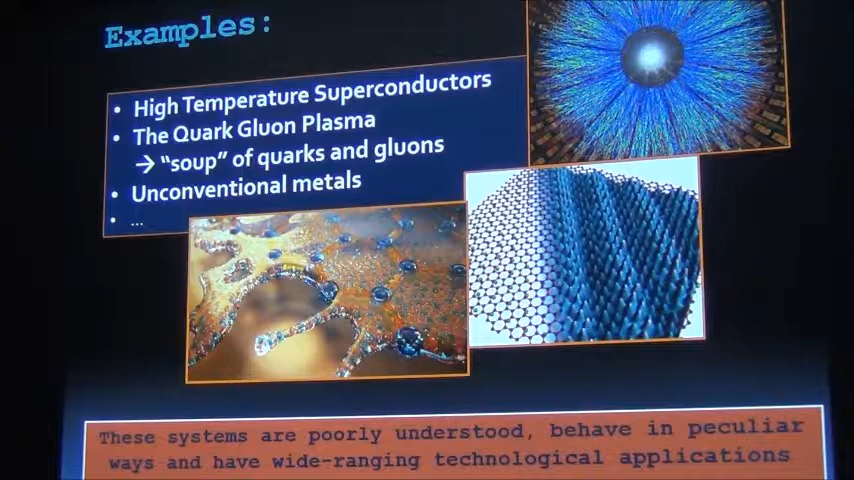 Examples:
• High Temperature Superconductors
• The Quark Gluon Plasma
→ "soup" of quarks and gluons
• Unconventional metals
• ...
These systems are poorly understood, behave in peculiar
ways and have wide-ranging technological applications